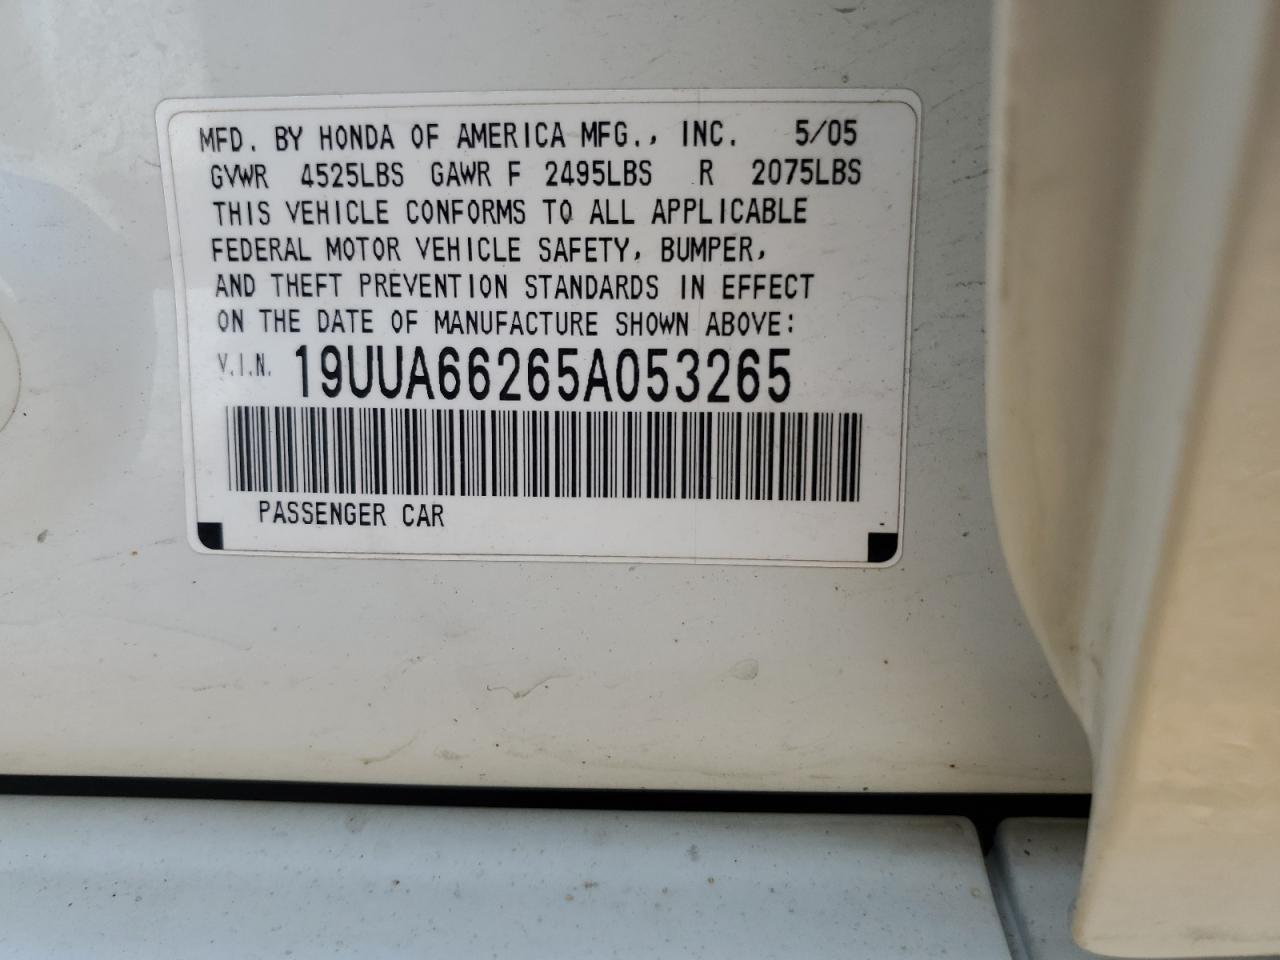 MFD. BY HONDA OF AMERICA MFG., INC. 5/05
GVWR 4525LBS GAWR F 2495LBS R 2075LBS
THIS VEHICLE CONFORMS TO ALL APPLICABLE
FEDERAL MOTOR VEHICLE SAFETY, BUMPER,
AND THEFT PREVENTION STANDARDS IN EFFECT
ON THE DATE OF MANUFACTURE SHOWN ABOVE:
V.I.N. 19UUA66265A053265
PASSENGER CAR